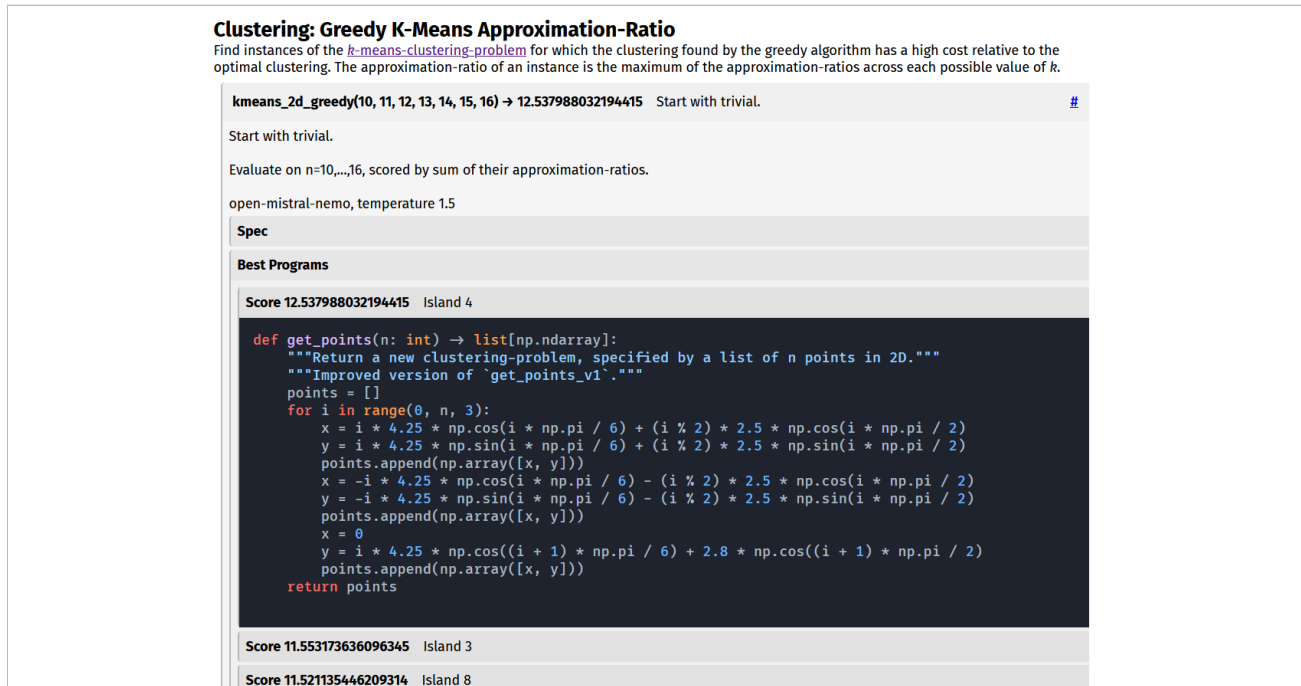 Clustering: Greedy K-Means Approximation-Ratio
Find instances of the k-means-clustering-problem for which the clustering found by the greedy algorithm has a high cost relative to the
optimal clustering. The approximation-ratio of an instance is the maximum of the approximation-ratios across each possible value of k.
kmeans_2d_greedy(10, 11, 12, 13, 14, 15, 16) → 12.537988032194415 Start with trivial. #
Start with trivial.
Evaluate on n=10,...,16, scored by sum of their approximation-ratios.
open-mistral-nemo, temperature 1.5
Spec
Best Programs
Score 12.537988032194415 Island 4
def get_points(n: int) → list[np.ndarray]:
    """Return a new clustering-problem, specified by a list of n points in 2D."""
    """Improved version of `get_points_v1`."""
    points = []
    for i in range(0, n, 3):
        x = i * 4.25 * np.cos(i * np.pi / 6) + (i % 2) * 2.5 * np.cos(i * np.pi / 2)
        y = i * 4.25 * np.sin(i * np.pi / 6) + (i % 2) * 2.5 * np.sin(i * np.pi / 2)
        points.append(np.array([x, y]))
        x = -i * 4.25 * np.cos(i * np.pi / 6) - (i % 2) * 2.5 * np.cos(i * np.pi / 2)
        y = -i * 4.25 * np.sin(i * np.pi / 6) - (i % 2) * 2.5 * np.sin(i * np.pi / 2)
        points.append(np.array([x, y]))
        x = 0
        y = i * 4.25 * np.cos((i + 1) * np.pi / 6) + 2.8 * np.cos((i + 1) * np.pi / 2)
        points.append(np.array([x, y]))
    return points
Score 11.553173636096345 Island 3
Score 11.521135446209314 Island 8